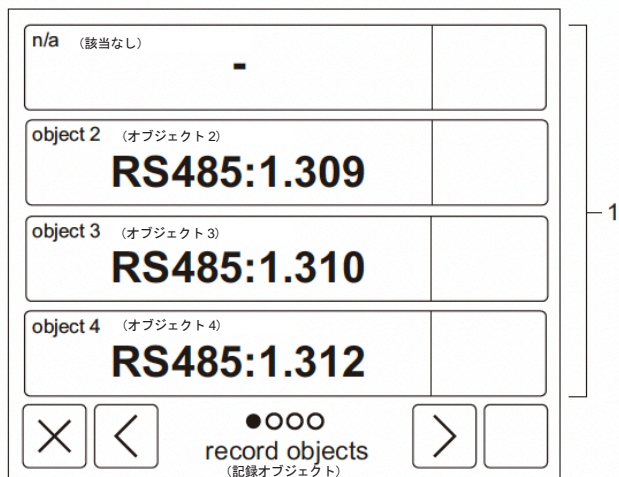 n/a （該当なし）
-
object 2 （オブジェクト 2）
RS485:1.309
object 3 （オブジェクト 3）
RS485:1.310
object 4 （オブジェクト 4）
RS485:1.312
1
record objects
（記録オブジェクト）